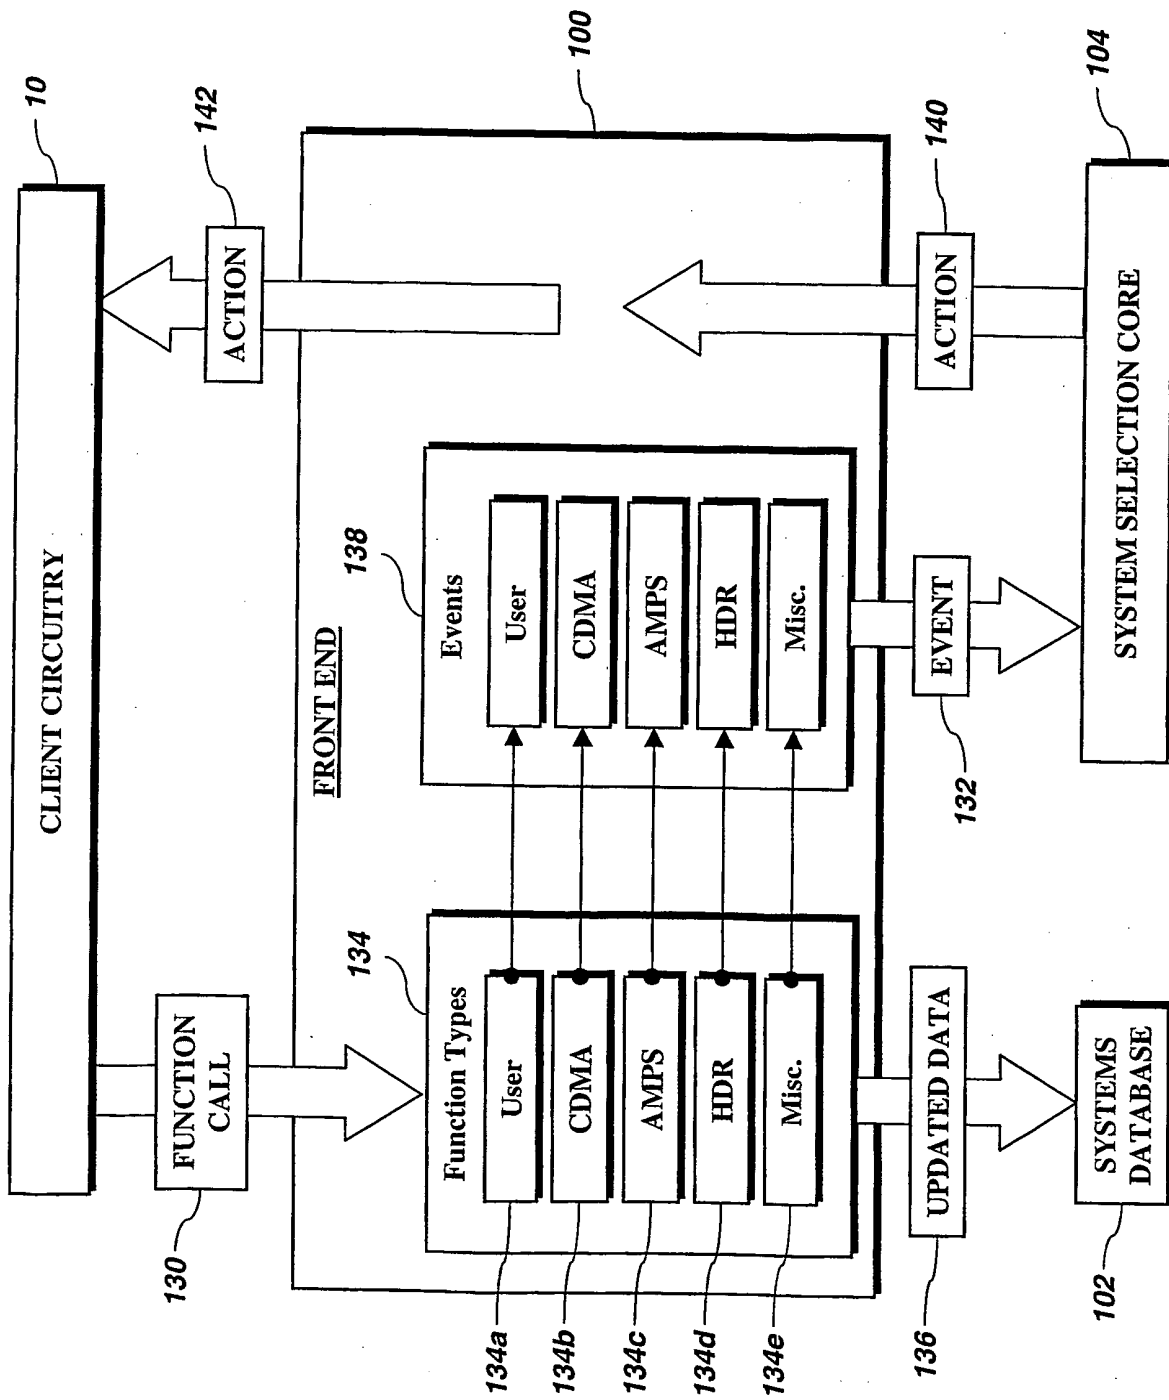 10
CLIENT CIRCUITRY
130
FUNCTION
CALL
142
ACTION
100
FRONT END
134
Function Types
134a
User
134b
CDMA
134c
AMPS
134d
HDR
134e
Misc.
138
Events
User
CDMA
AMPS
HDR
Misc.
136
UPDATED DATA
132
EVENT
140
ACTION
102
SYSTEMS
DATABASE
104
SYSTEM SELECTION CORE